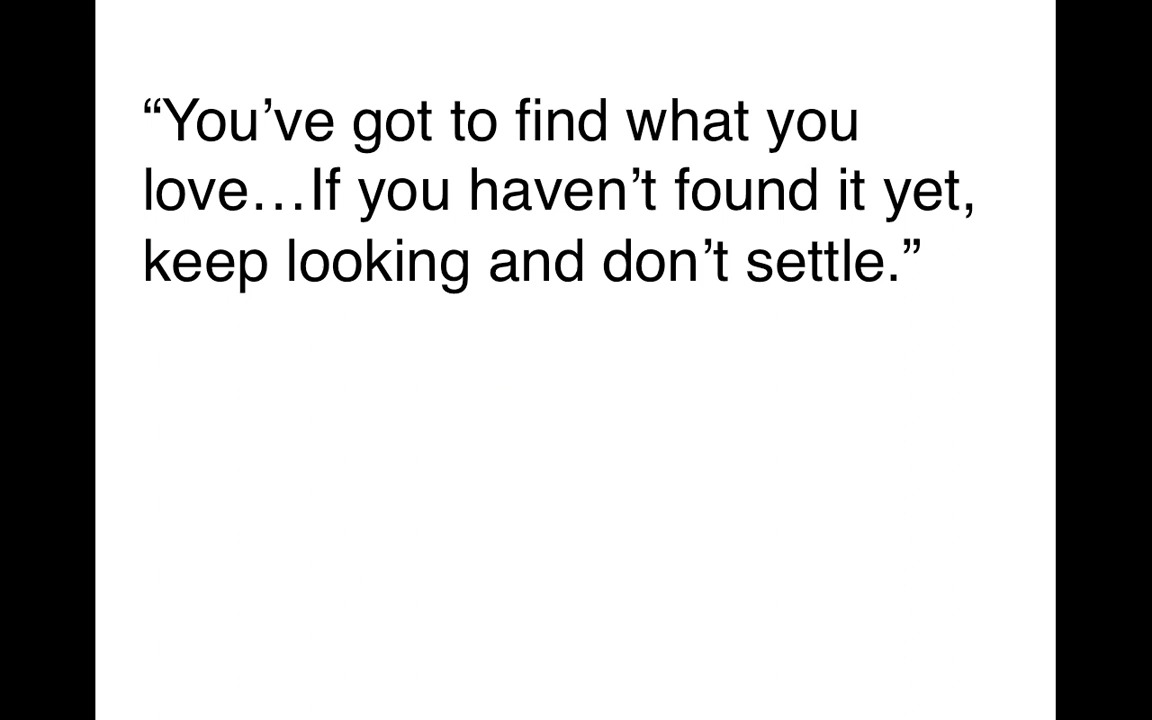 “You’ve got to find what you
love…If you haven’t found it yet,
keep looking and don’t settle.”